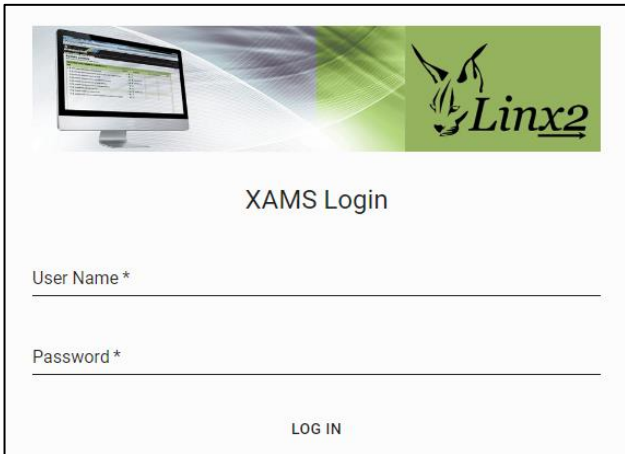 Linx2
XAMS Login
User Name *
Password *
LOG IN